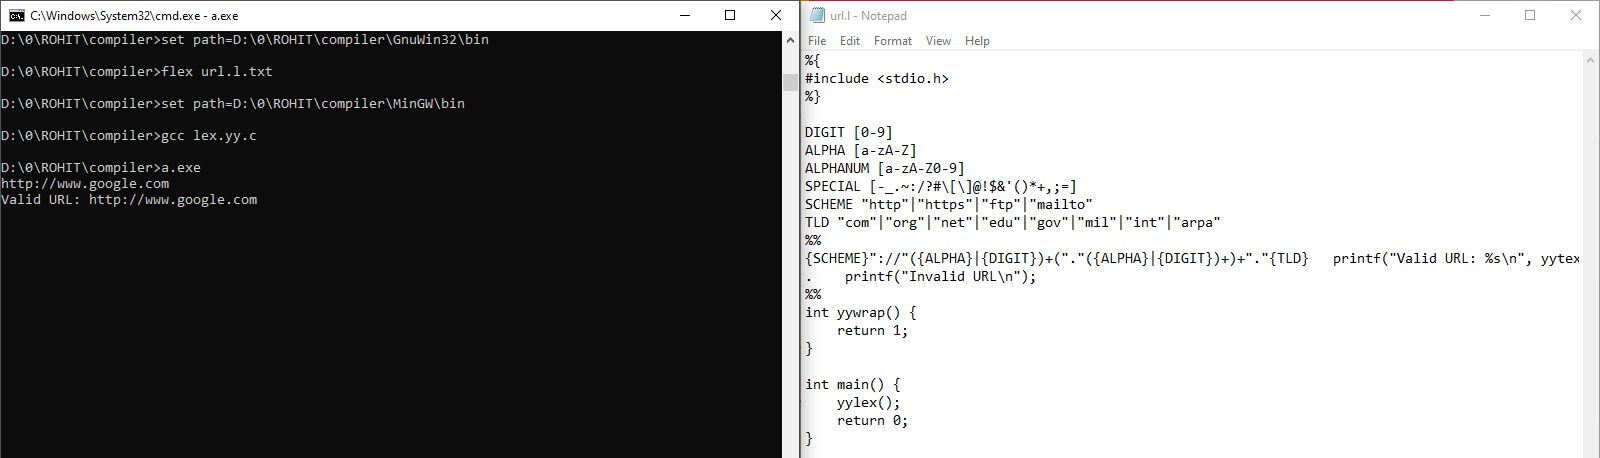 C:\Windows\System32\cmd.exe - a.exe
D:\0\ROHIT\compiler>set path=D:\0\ROHIT\compiler\GnuWin32\bin
D:\0\ROHIT\compiler>flex url.l.txt
D:\0\ROHIT\compiler>set path=D:\0\ROHIT\compiler\MinGW\bin
D:\0\ROHIT\compiler>gcc lex.yy.c
D:\0\ROHIT\compiler>a.exe
http://www.google.com
Valid URL: http://www.google.com
url.l - Notepad
File Edit Format View Help
%{
#include <stdio.h>
%}
DIGIT [0-9]
ALPHA [a-zA-Z]
ALPHANUM [a-zA-Z0-9]
SPECIAL [-_.~:/?#\[\]@!$&'()*+,;=]
SCHEME "http"|"https"|"ftp"|"mailto"
TLD "com"|"org"|"net"|"edu"|"gov"|"mil"|"int"|"arpa"
%%
{SCHEME}"://"({ALPHA}|{DIGIT})+("."({ALPHA}|{DIGIT})+)+"."{TLD}   printf("Valid URL: %s\n", yytex
.    printf("Invalid URL\n");
%%
int yywrap() {
    return 1;
}
int main() {
    yylex();
    return 0;
}